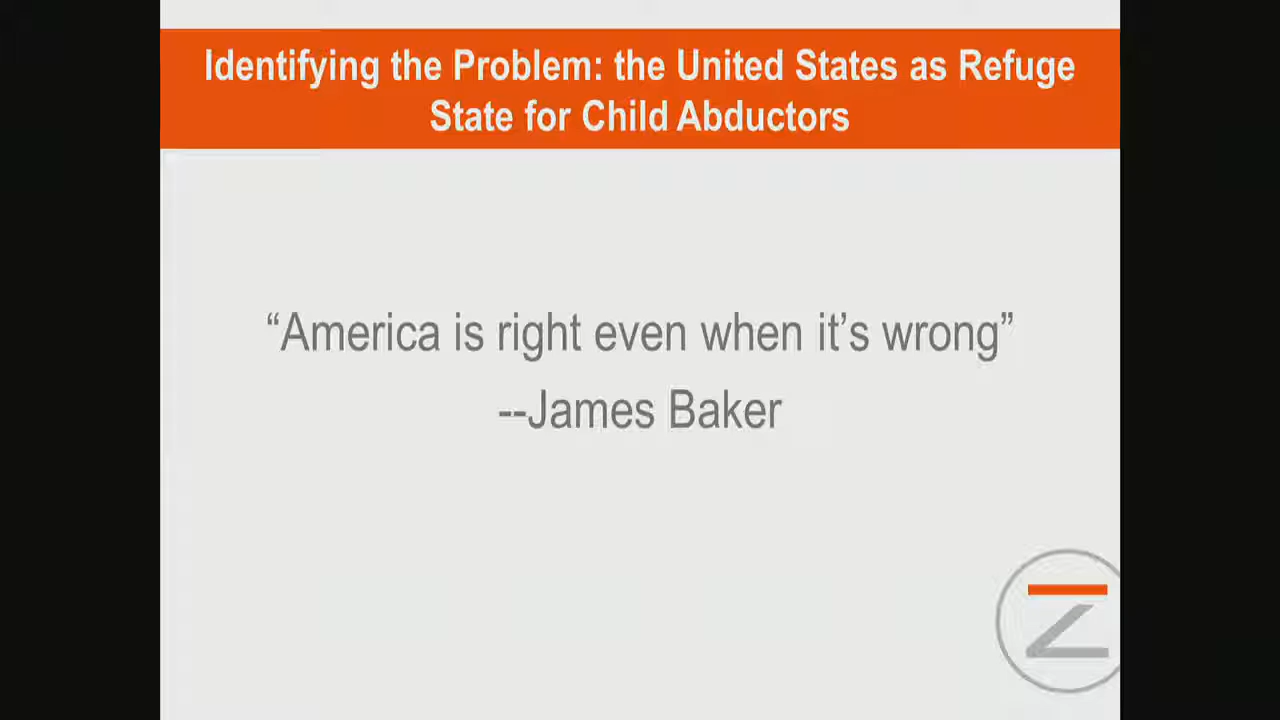 Identifying the Problem: the United States as Refuge
State for Child Abductors
“America is right even when it’s wrong”
--James Baker